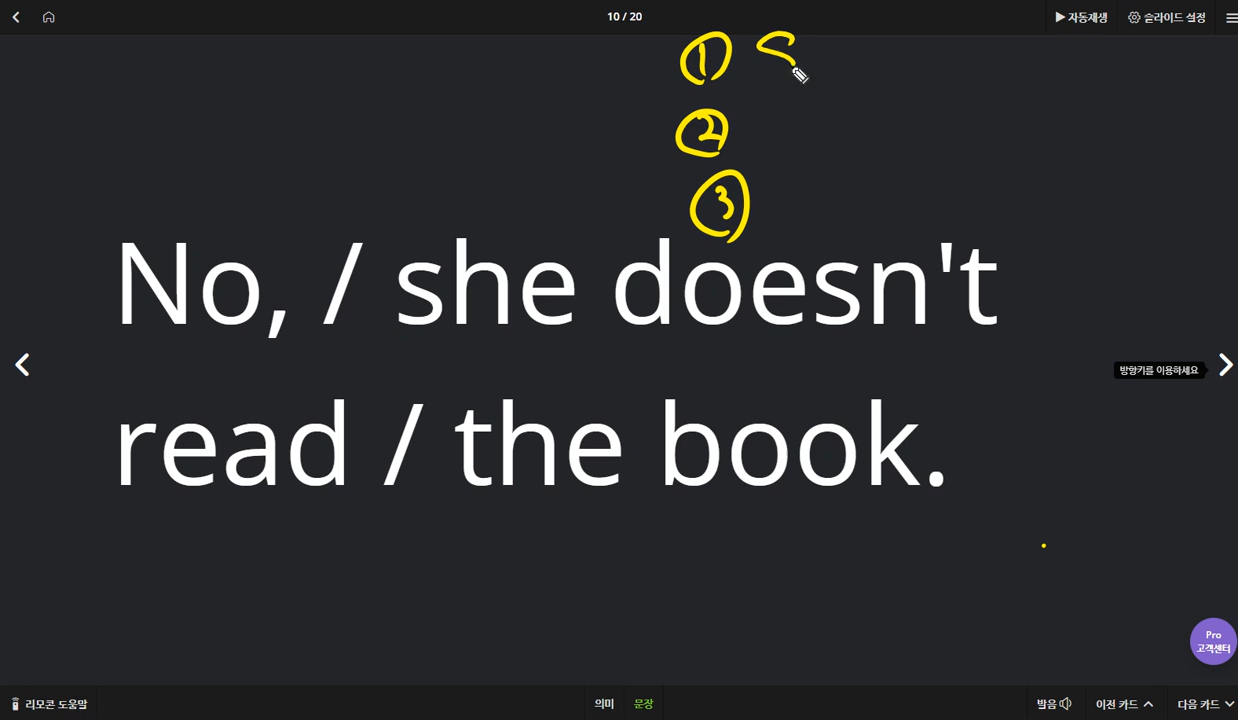 10 / 20
자동재생
슬라이드 설정
①
②
③
No, / she doesn't
read / the book.
방향키를 이용하세요
Pro
고객센터
리모콘 도움말
의미
문장
발음
이전 카드
다음 카드